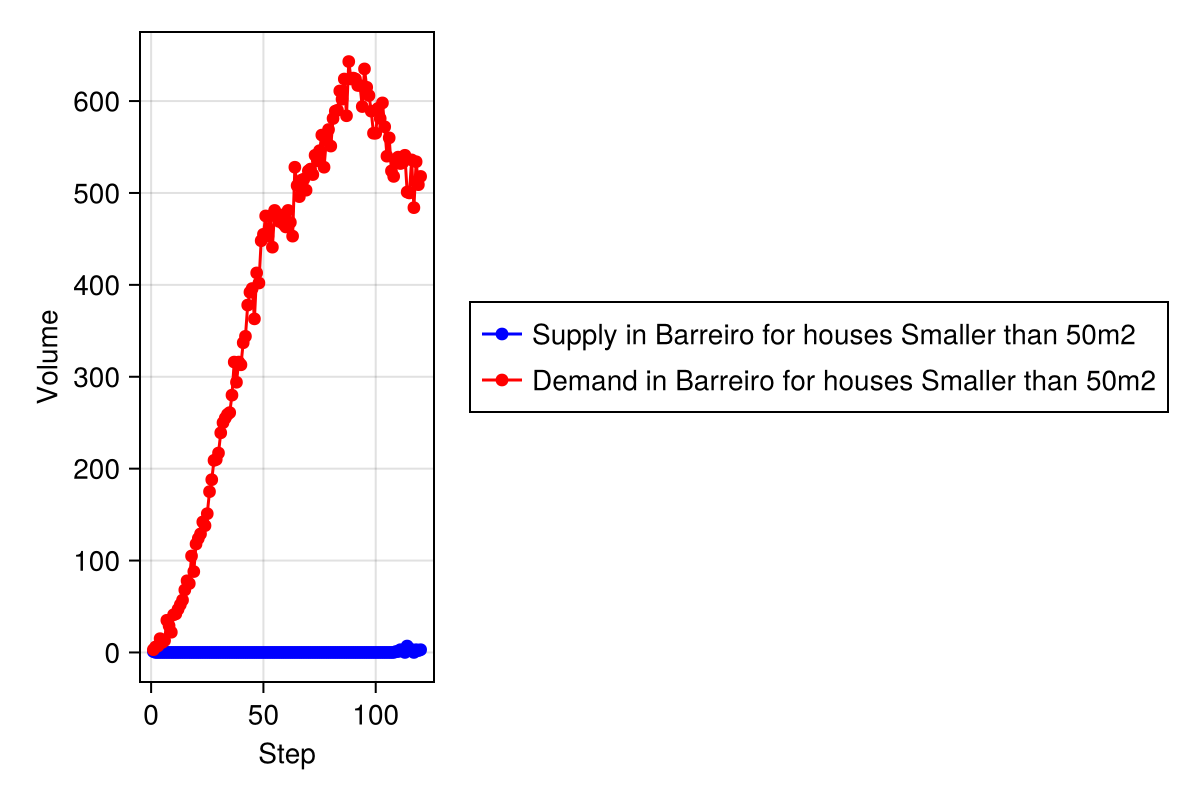 600
500
400
300
200
100
0
Volume
0 50 100
Step
Supply in Barreiro for houses Smaller than 50m2
Demand in Barreiro for houses Smaller than 50m2